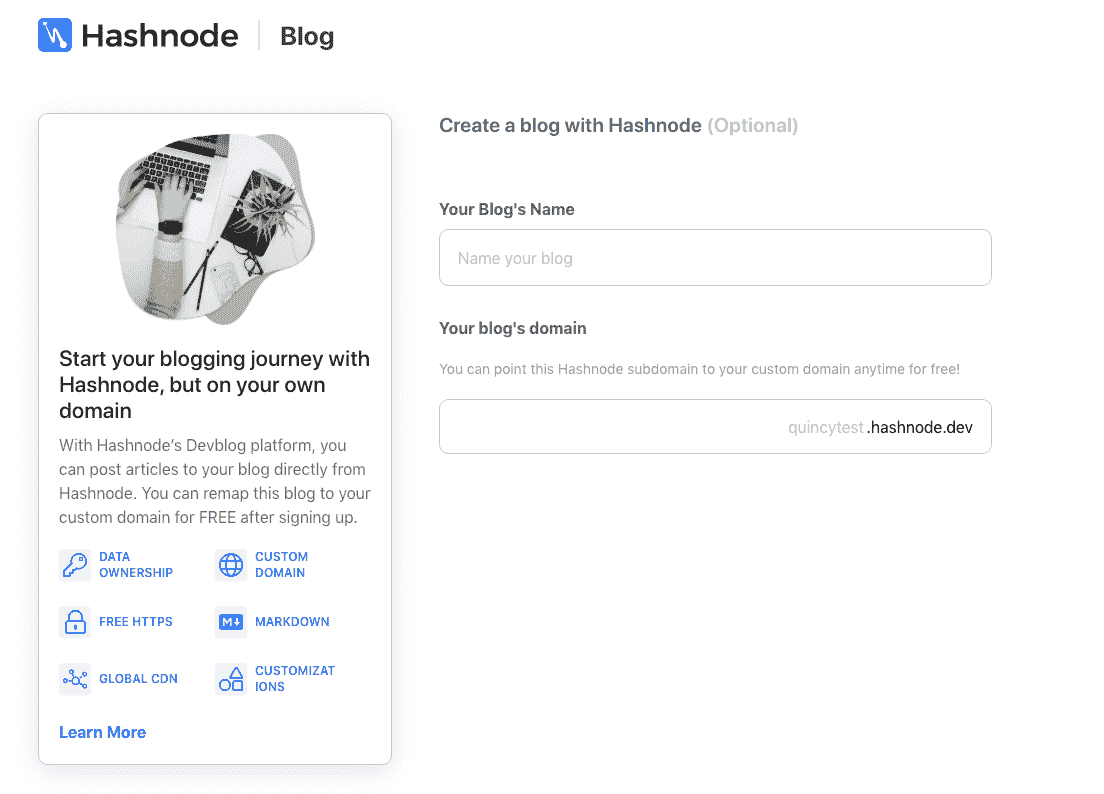 Hashnode Blog
Start your blogging journey with
Hashnode, but on your own
domain
With Hashnode’s Devblog platform, you
can post articles to your blog directly from
Hashnode. You can remap this blog to your
custom domain for FREE after signing up.
DATA
OWNERSHIP
CUSTOM
DOMAIN
FREE HTTPS
M↓ MARKDOWN
GLOBAL CDN
CUSTOMIZAT
IONS
Learn More
Create a blog with Hashnode (Optional)
Your Blog's Name
Name your blog
Your blog's domain
You can point this Hashnode subdomain to your custom domain anytime for free!
quincytest.hashnode.dev